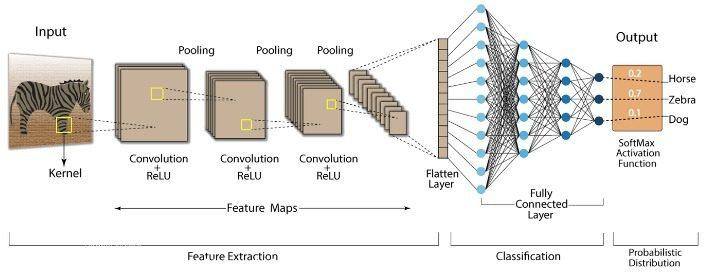 Input
Pooling
Pooling
Pooling
Output
0.2
Horse
0.7
Zebra
0.1
Dog
Kernel
Convolution
+
ReLU
Convolution
+
ReLU
Convolution
+
ReLU
Flatten
Layer
SoftMax
Activation
Function
Fully
Connected
Layer
Feature Maps
Feature Extraction
Classification
Probabilistic
Distribution